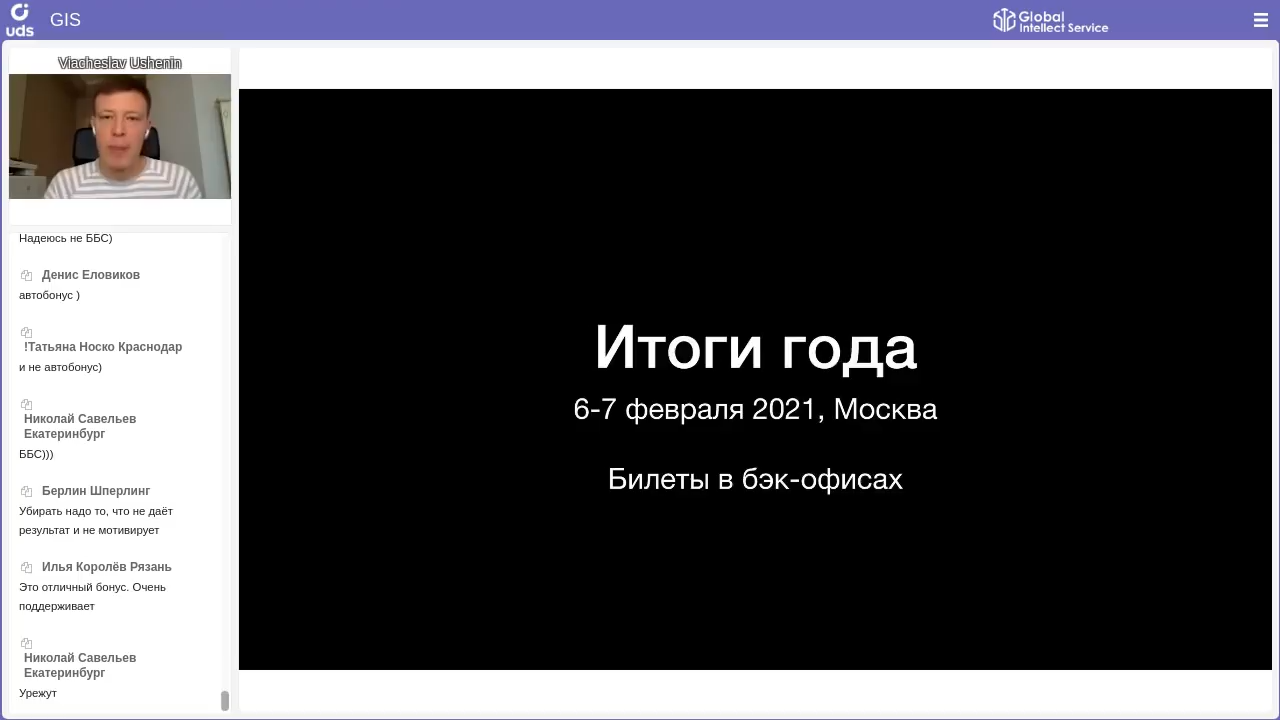 uds
GIS
Global
Intellect Service
Viacheslav Ushenin
Надеюсь не ББС)
Денис Еловиков
автобонус )
!Татьяна Носко Краснодар
и не автобонус)
Николай Савельев
Екатеринбург
ББС)))
Берлин Шперлинг
Убирать надо то, что не даёт
результат и не мотивирует
Илья Королёв Рязань
Это отличный бонус. Очень
поддерживает
Николай Савельев
Екатеринбург
Урежут
Итоги года
6-7 февраля 2021, Москва
Билеты в бэк-офисах